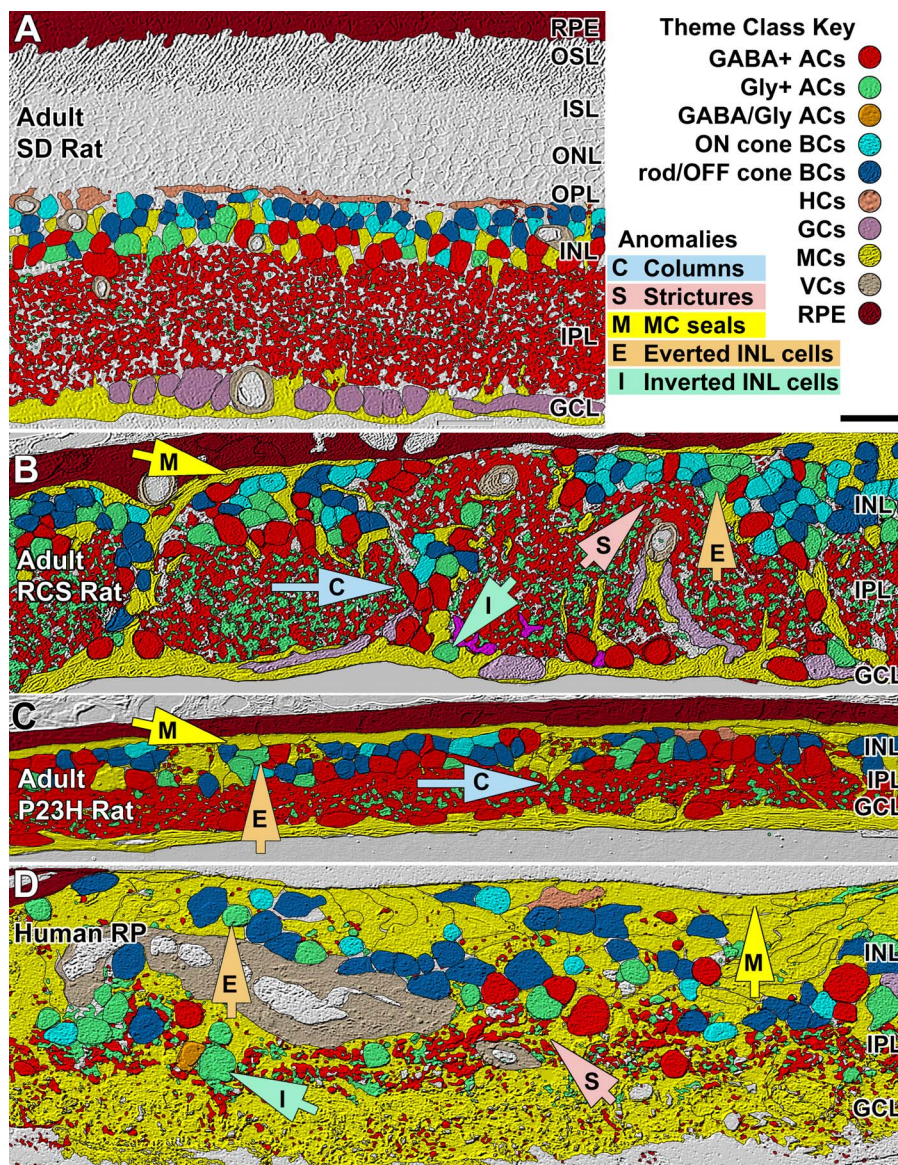 A
Adult
SD Rat
RPE
OSL
ISL
ONL
OPL
INL
IPL
GCL
Theme Class Key
GABA+ ACs
Gly+ ACs
GABA/Gly ACs
ON cone BCs
rod/OFF cone BCs
HCs
GCs
MCs
VCs
RPE
Anomalies
C Columns
S Strictures
M MC seals
E Everted INL cells
I Inverted INL cells
B
M
S
E
C
I
Adult
RCS Rat
INL
IPL
GCL
C
M
C
E
Adult
P23H Rat
INL
IPL
GCL
D
Human RP
E
M
I
S
INL
IPL
GCL